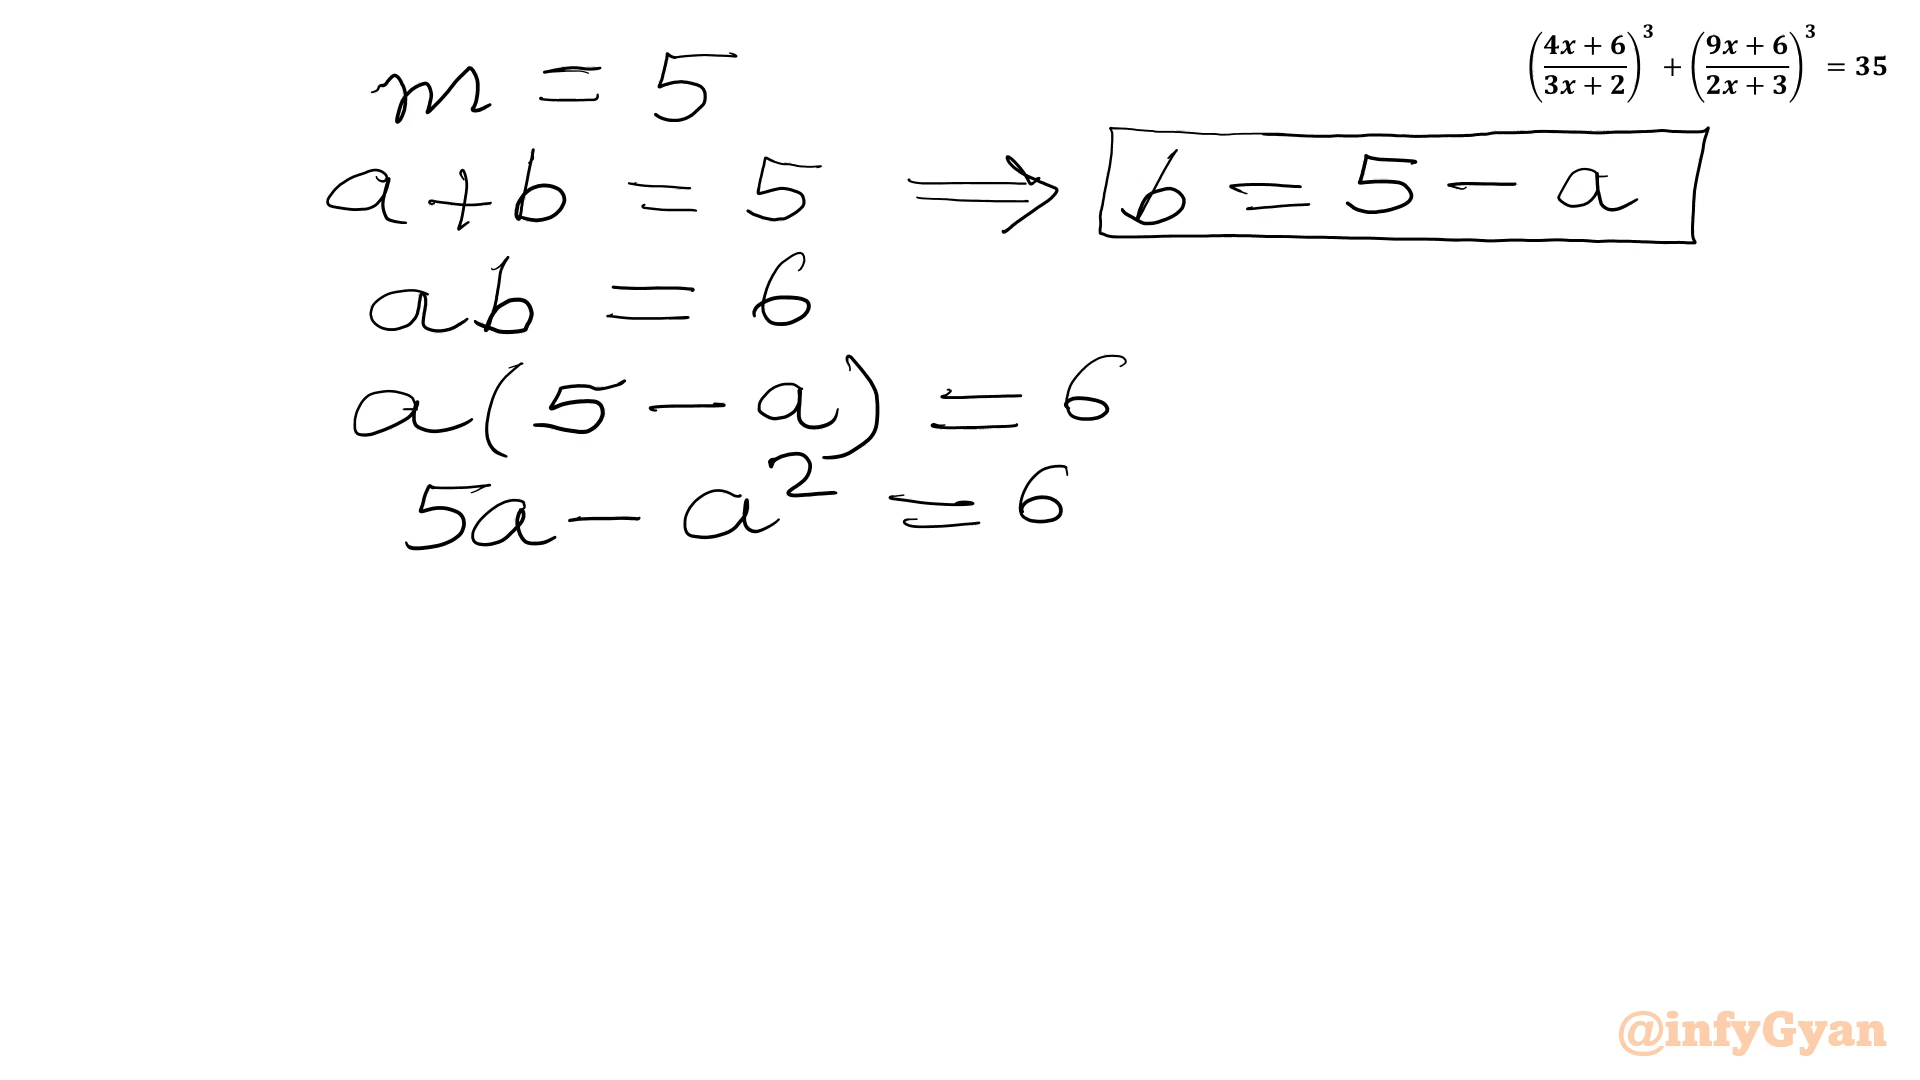 ((4x + 6)/(3x + 2))³ + ((9x + 6)/(2x + 3))³ = 35
m = 5
a + b = 5 ⟹ b = 5 - a
ab = 6
a(5 - a) = 6
5a - a² = 6
@infyGyan